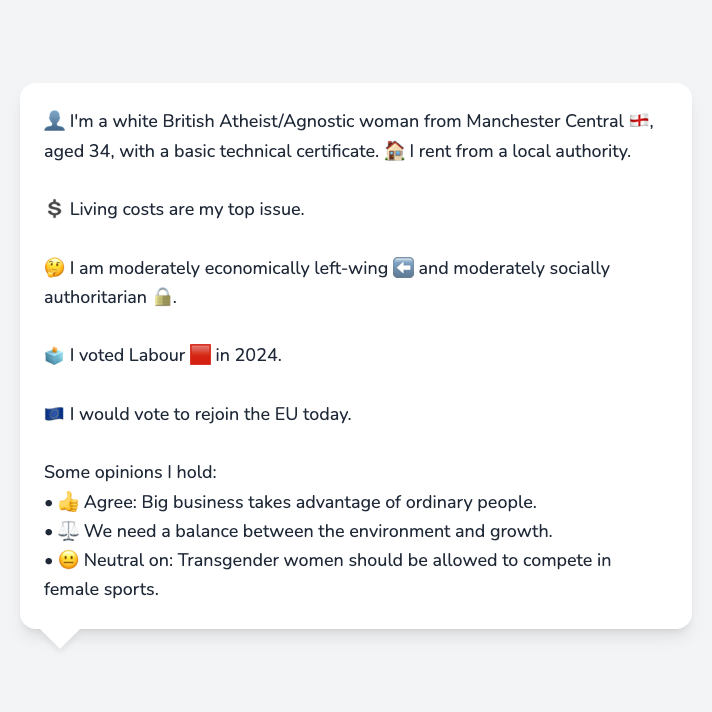 👤 I'm a white British Atheist/Agnostic woman from Manchester Central 🏴󠁧󠁢󠁥󠁮󠁧󠁿,
aged 34, with a basic technical certificate. 🏠 I rent from a local authority.
💲 Living costs are my top issue.
🤔 I am moderately economically left-wing ⬅️ and moderately socially
authoritarian 🔒.
🗳️ I voted Labour 🟥 in 2024.
🇪🇺 I would vote to rejoin the EU today.
Some opinions I hold:
• 👍 Agree: Big business takes advantage of ordinary people.
• ⚖️ We need a balance between the environment and growth.
• 😐 Neutral on: Transgender women should be allowed to compete in
female sports.